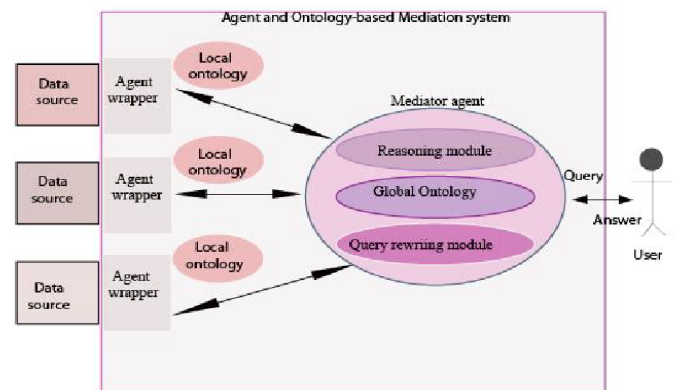 Agent and Ontology-based Mediation system
Data
source
Agent
wrapper
Local
ontology
Mediator agent
Reasoning module
Data
source
Agent
wrapper
Local
ontology
Global Ontology
Query
Answer
User
Data
source
Agent
wrapper
Local
ontology
Query rewriing module